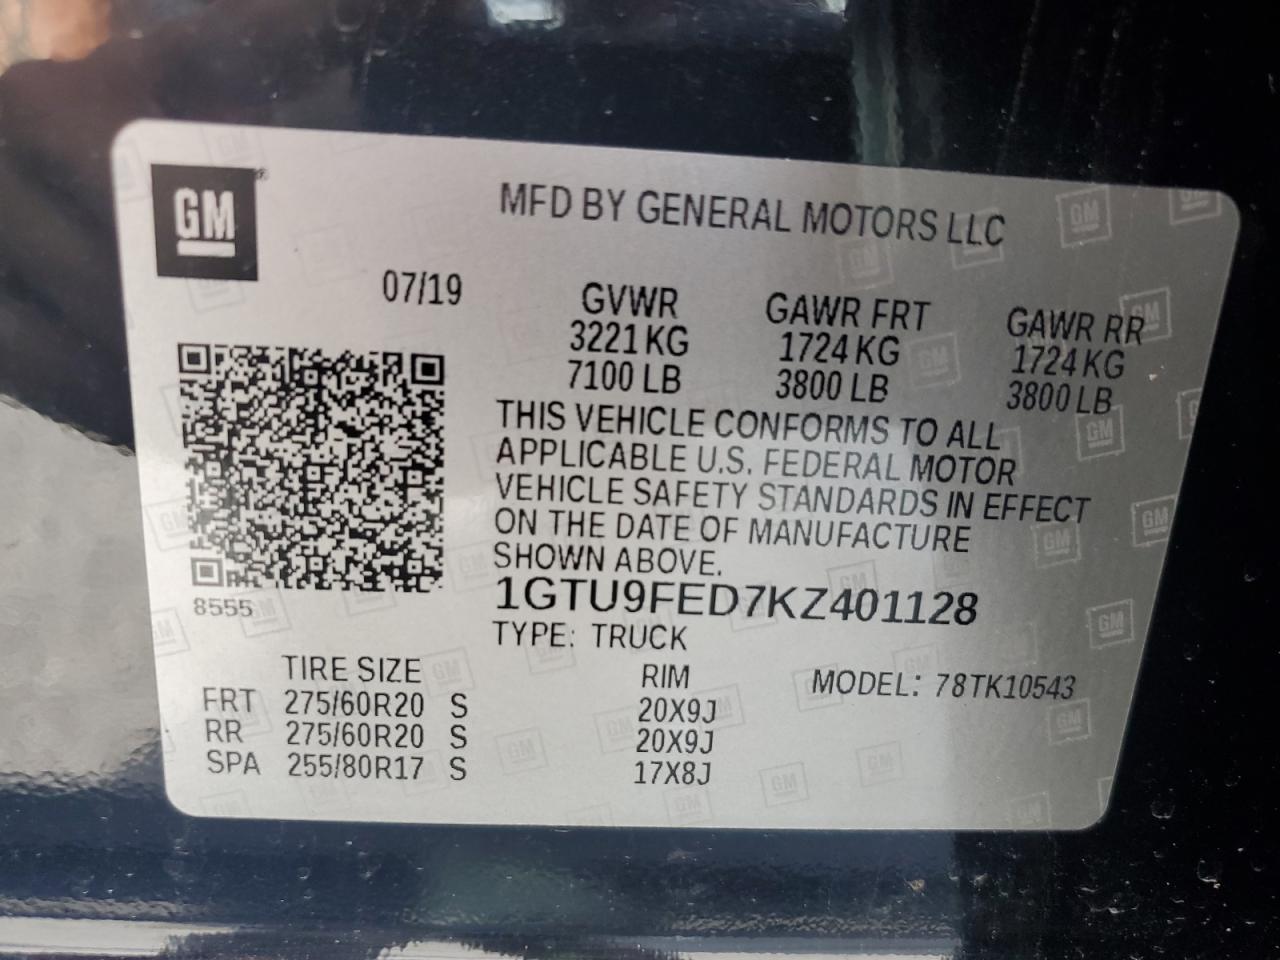 GM
MFD BY GENERAL MOTORS LLC
07/19
GVWR
3221 KG
7100 LB
GAWR FRT
1724 KG
3800 LB
GAWR RR
1724 KG
3800 LB
THIS VEHICLE CONFORMS TO ALL
APPLICABLE U.S. FEDERAL MOTOR
VEHICLE SAFETY STANDARDS IN EFFECT
ON THE DATE OF MANUFACTURE
SHOWN ABOVE.
8555
1GTU9FED7KZ401128
TYPE: TRUCK
TIRE SIZE RIM MODEL: 78TK10543
FRT 275/60R20 S 20X9J
RR 275/60R20 S 20X9J
SPA 255/80R17 S 17X8J